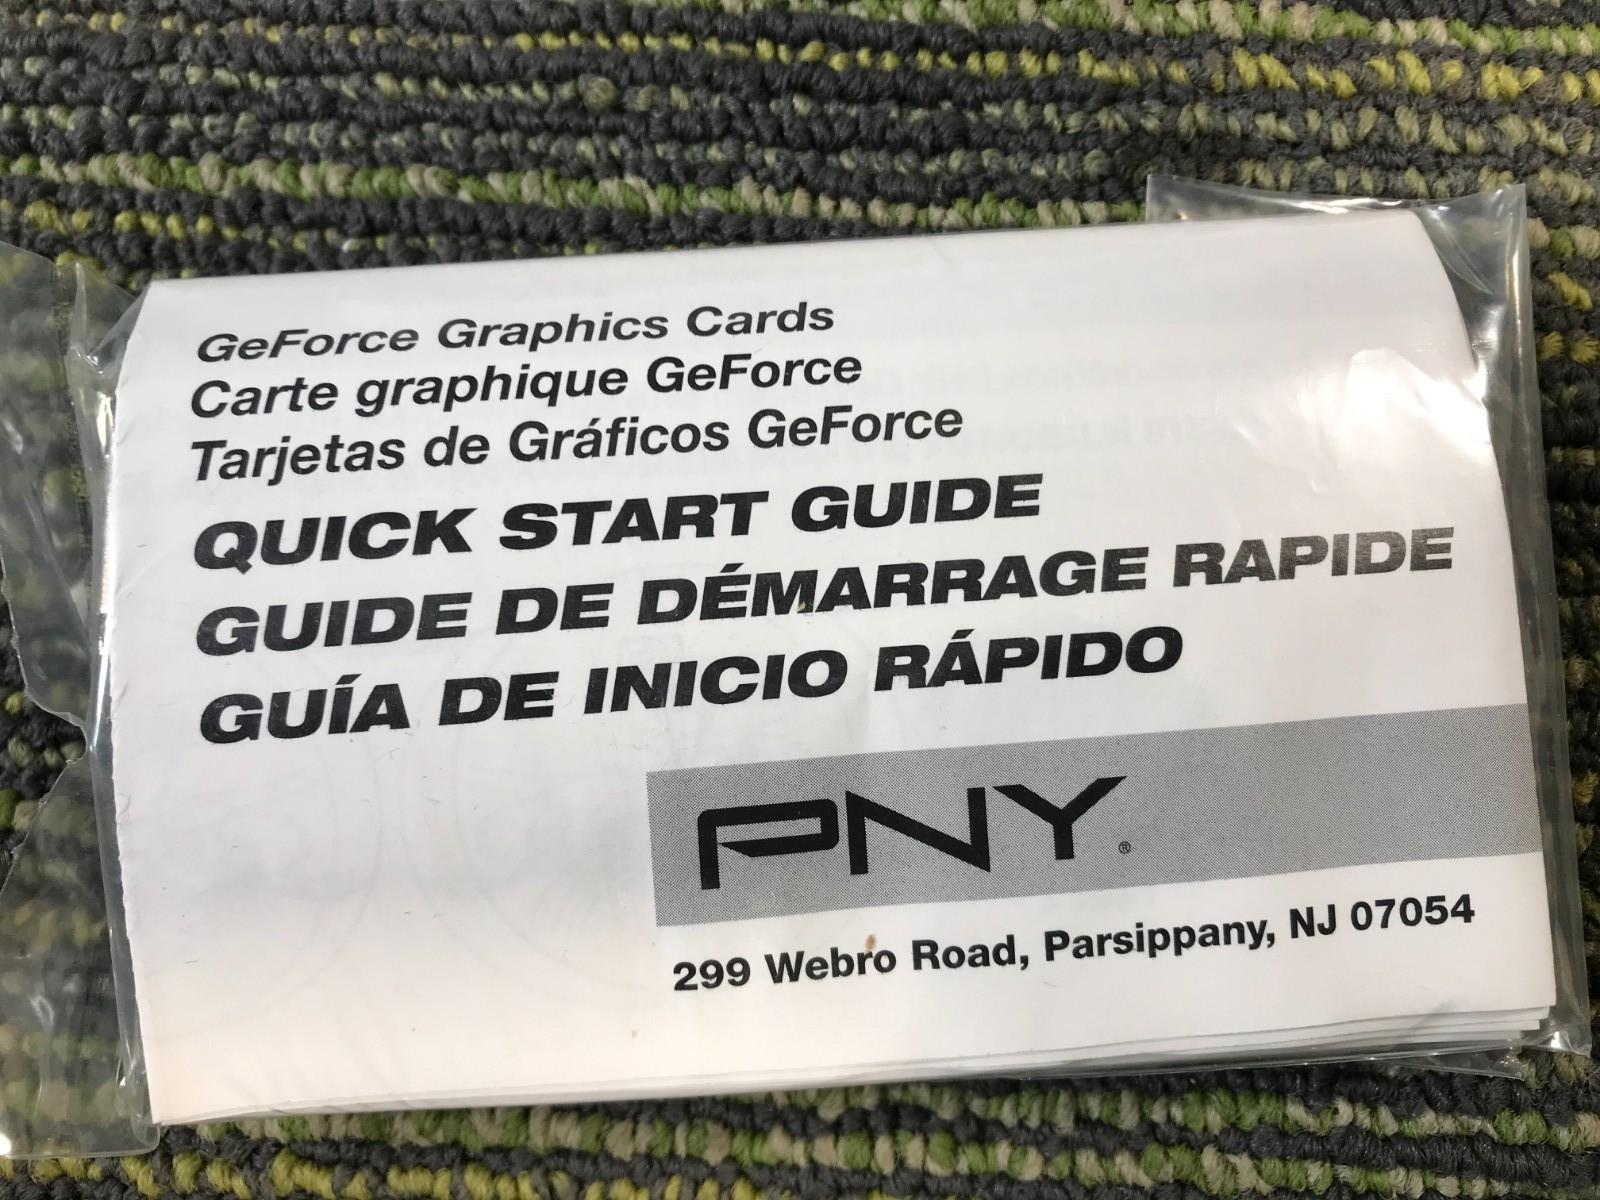 GeForce Graphics Cards
Carte graphique GeForce
Tarjetas de Gráficos GeForce
QUICK START GUIDE
GUIDE DE DÉMARRAGE RAPIDE
GUÍA DE INICIO RÁPIDO
PNY®
299 Webro Road, Parsippany, NJ 07054